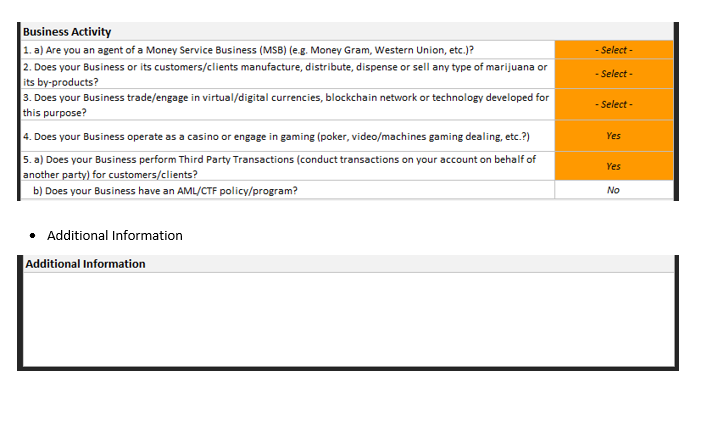 Business Activity
1. a) Are you an agent of a Money Service Business (MSB) (e.g. Money Gram, Western Union, etc.)?
- Select -
2. Does your Business or its customers/clients manufacture, distribute, dispense or sell any type of marijuana or
its by-products?
- Select -
3. Does your Business trade/engage in virtual/digital currencies, blockchain network or technology developed for
this purpose?
- Select -
4. Does your Business operate as a casino or engage in gaming (poker, video/machines gaming dealing, etc.?)
Yes
5. a) Does your Business perform Third Party Transactions (conduct transactions on your account on behalf of
another party) for customers/clients?
Yes
b) Does your Business have an AML/CTF policy/program?
No
• Additional Information
Additional Information